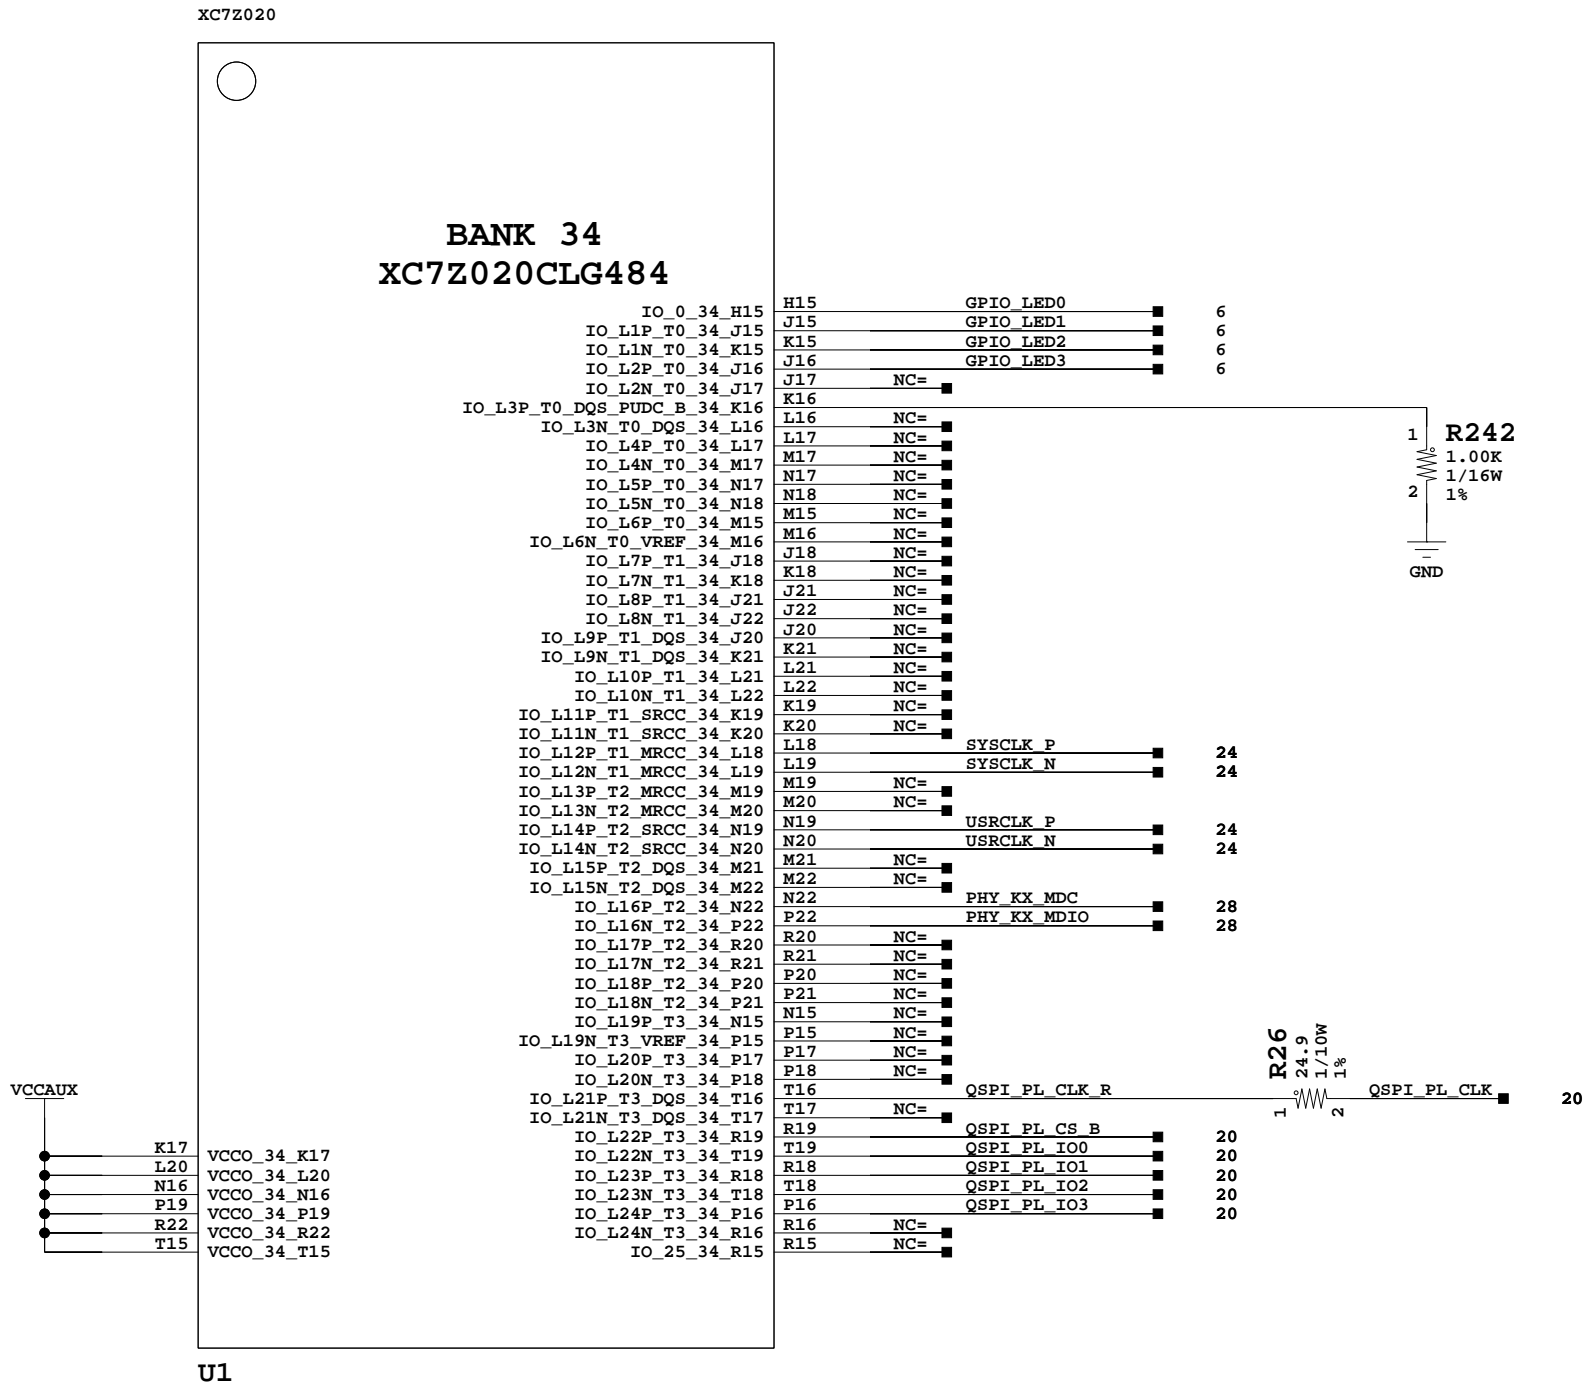 XC7Z020
BANK 34
XC7Z020CLG484
IO_0_34_H15 H15 GPIO_LED0 6
IO_L1P_T0_34_J15 J15 GPIO_LED1 6
IO_L1N_T0_34_K15 K15 GPIO_LED2 6
IO_L2P_T0_34_J16 J16 GPIO_LED3 6
IO_L2N_T0_34_J17 J17 NC=
IO_L3P_T0_DQS_PUDC_B_34_K16 K16
IO_L3N_T0_DQS_34_L16 L16 NC=
IO_L4P_T0_34_L17 L17 NC=
IO_L4N_T0_34_M17 M17 NC=
IO_L5P_T0_34_N17 N17 NC=
IO_L5N_T0_34_N18 N18 NC=
IO_L6P_T0_34_M15 M15 NC=
IO_L6N_T0_VREF_34_M16 M16 NC=
IO_L7P_T1_34_J18 J18 NC=
IO_L7N_T1_34_K18 K18 NC=
IO_L8P_T1_34_J21 J21 NC=
IO_L8N_T1_34_J22 J22 NC=
IO_L9P_T1_DQS_34_J20 J20 NC=
IO_L9N_T1_DQS_34_K21 K21 NC=
IO_L10P_T1_34_L21 L21 NC=
IO_L10N_T1_34_L22 L22 NC=
IO_L11P_T1_SRCC_34_K19 K19 NC=
IO_L11N_T1_SRCC_34_K20 K20 NC=
IO_L12P_T1_MRCC_34_L18 L18 SYSCLK_P 24
IO_L12N_T1_MRCC_34_L19 L19 SYSCLK_N 24
IO_L13P_T2_MRCC_34_M19 M19 NC=
IO_L13N_T2_MRCC_34_M20 M20 NC=
IO_L14P_T2_SRCC_34_N19 N19 USRCLK_P 24
IO_L14N_T2_SRCC_34_N20 N20 USRCLK_N 24
IO_L15P_T2_DQS_34_M21 M21 NC=
IO_L15N_T2_DQS_34_M22 M22 NC=
IO_L16P_T2_34_N22 N22 PHY_KX_MDC 28
IO_L16N_T2_34_P22 P22 PHY_KX_MDIO 28
IO_L17P_T2_34_R20 R20 NC=
IO_L17N_T2_34_R21 R21 NC=
IO_L18P_T2_34_P20 P20 NC=
IO_L18N_T2_34_P21 P21 NC=
IO_L19P_T3_34_N15 N15 NC=
IO_L19N_T3_VREF_34_P15 P15 NC=
IO_L20P_T3_34_P17 P17 NC=
IO_L20N_T3_34_P18 P18 NC=
IO_L21P_T3_DQS_34_T16 T16 QSPI_PL_CLK_R
IO_L21N_T3_DQS_34_T17 T17 NC=
IO_L22P_T3_34_R19 R19 QSPI_PL_CS_B 20
IO_L22N_T3_34_T19 T19 QSPI_PL_IO0 20
IO_L23P_T3_34_R18 R18 QSPI_PL_IO1 20
IO_L23N_T3_34_T18 T18 QSPI_PL_IO2 20
IO_L24P_T3_34_P16 P16 QSPI_PL_IO3 20
IO_L24N_T3_34_R16 R16 NC=
IO_25_34_R15 R15 NC=
1 R242
1.00K
1/16W
2 1%
GND
R26
24.9
1/10W
1%
1 2
QSPI_PL_CLK 20
VCCAUX
K17 VCCO_34_K17
L20 VCCO_34_L20
N16 VCCO_34_N16
P19 VCCO_34_P19
R22 VCCO_34_R22
T15 VCCO_34_T15
U1